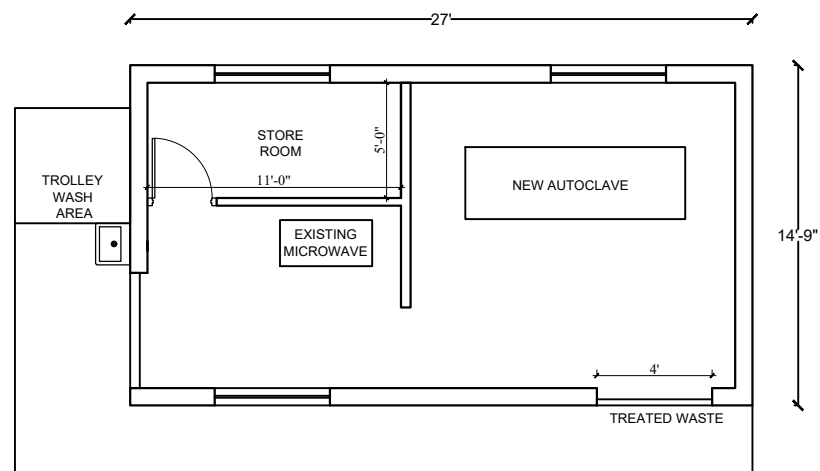 27'
STORE
ROOM
5'-0"
11'-0"
TROLLEY
WASH
AREA
NEW AUTOCLAVE
EXISTING
MICROWAVE
14'-9"
4'
TREATED WASTE